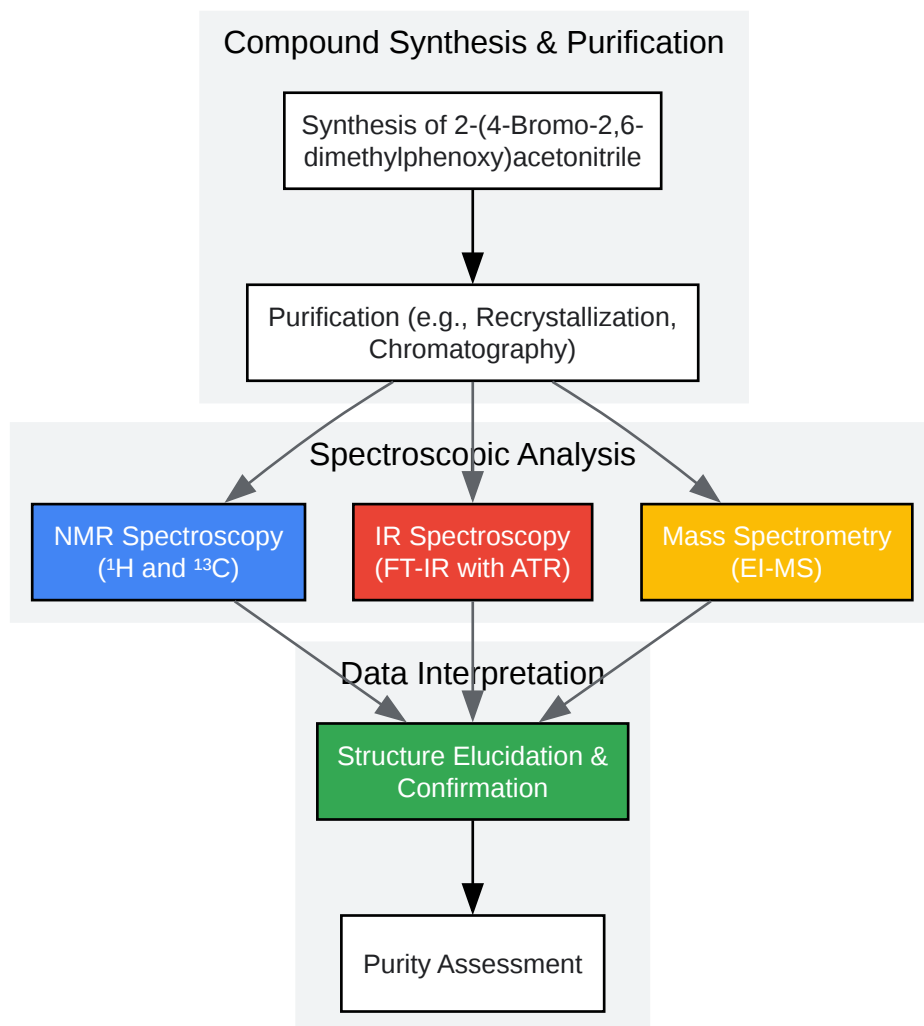 Compound Synthesis & Purification
Synthesis of 2-(4-Bromo-2,6-
dimethylphenoxy)acetonitrile
Purification (e.g., Recrystallization,
Chromatography)
Spectroscopic Analysis
NMR Spectroscopy
(¹H and ¹³C)
IR Spectroscopy
(FT-IR with ATR)
Mass Spectrometry
(EI-MS)
Data Interpretation
Structure Elucidation &
Confirmation
Purity Assessment